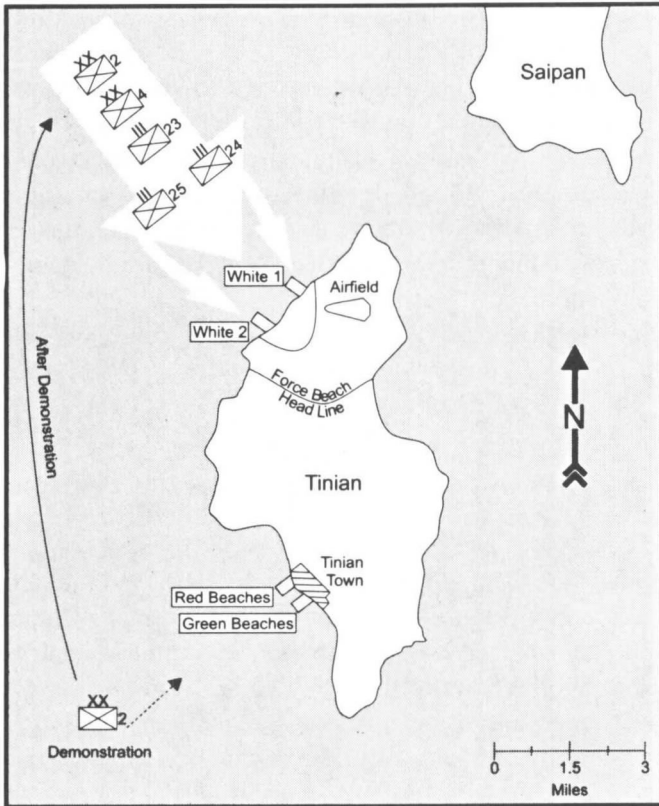 Saipan
XX
2
XX
4
III
23
III
24
III
25
White 1
Airfield
White 2
After Demonstration
Force Beach
Head Line
N
Tinian
Tinian
Town
Red Beaches
Green Beaches
XX
2
Demonstration
0 1.5 3
Miles